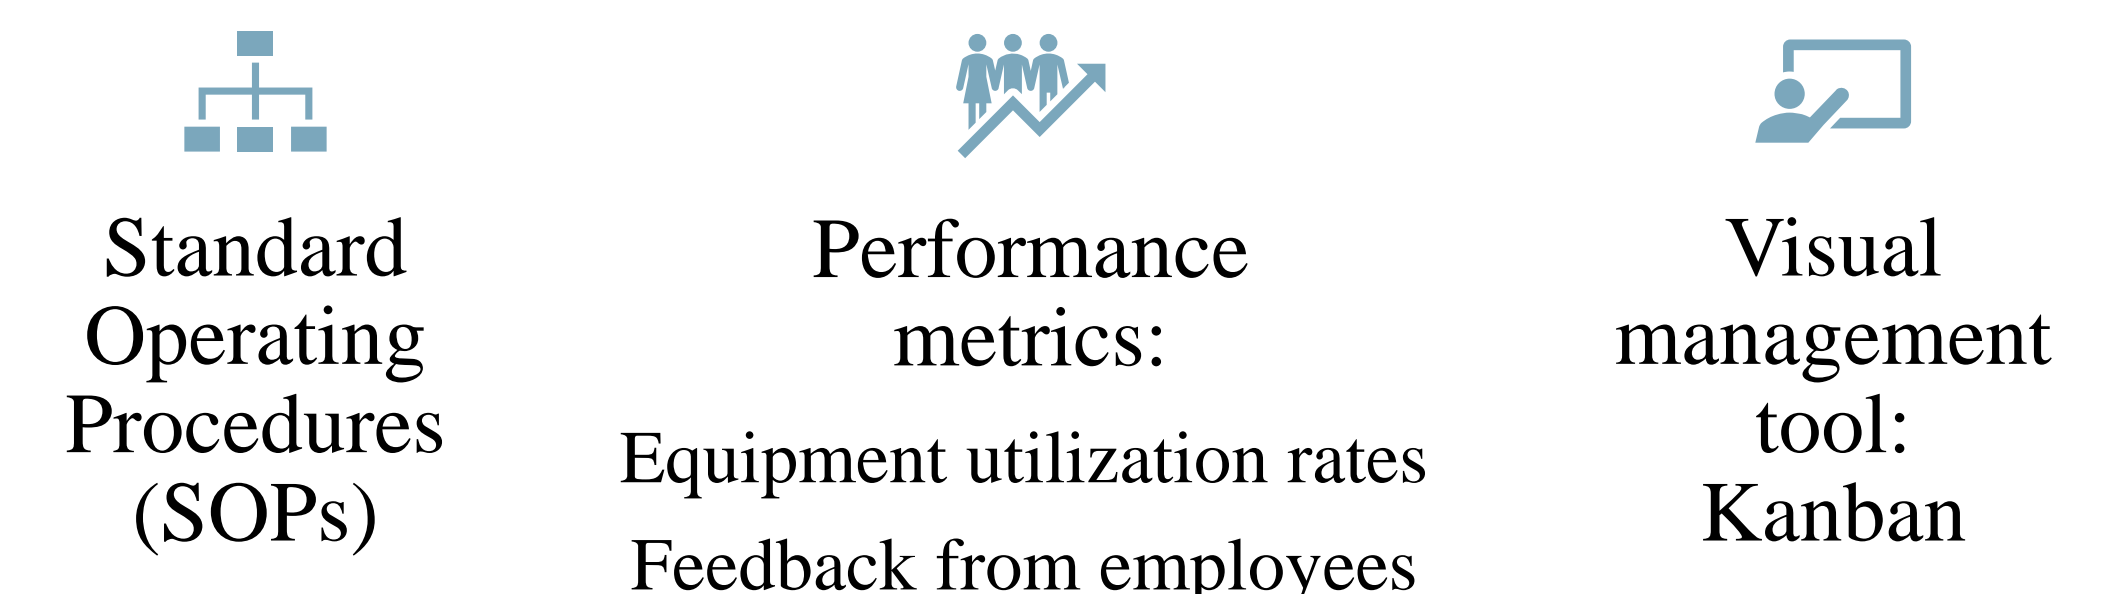 Standard
Operating
Procedures
(SOPs)
Performance
metrics:
Equipment utilization rates
Feedback from employees
Visual
management
tool:
Kanban